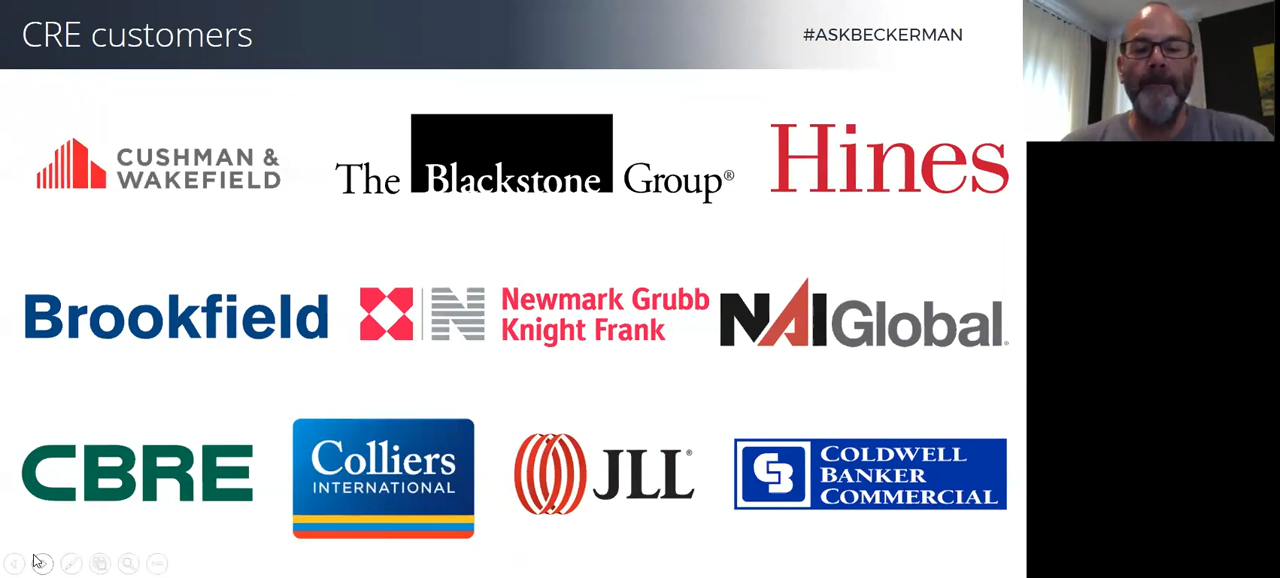 CRE customers
#ASKBECKERMAN
CUSHMAN &
WAKEFIELD
The Blackstone Group®
Hines
Brookfield
N
Newmark Grubb
Knight Frank
NAIGlobal®
CBRE
Colliers
INTERNATIONAL
JLL®
CB
COLDWELL
BANKER
COMMERCIAL